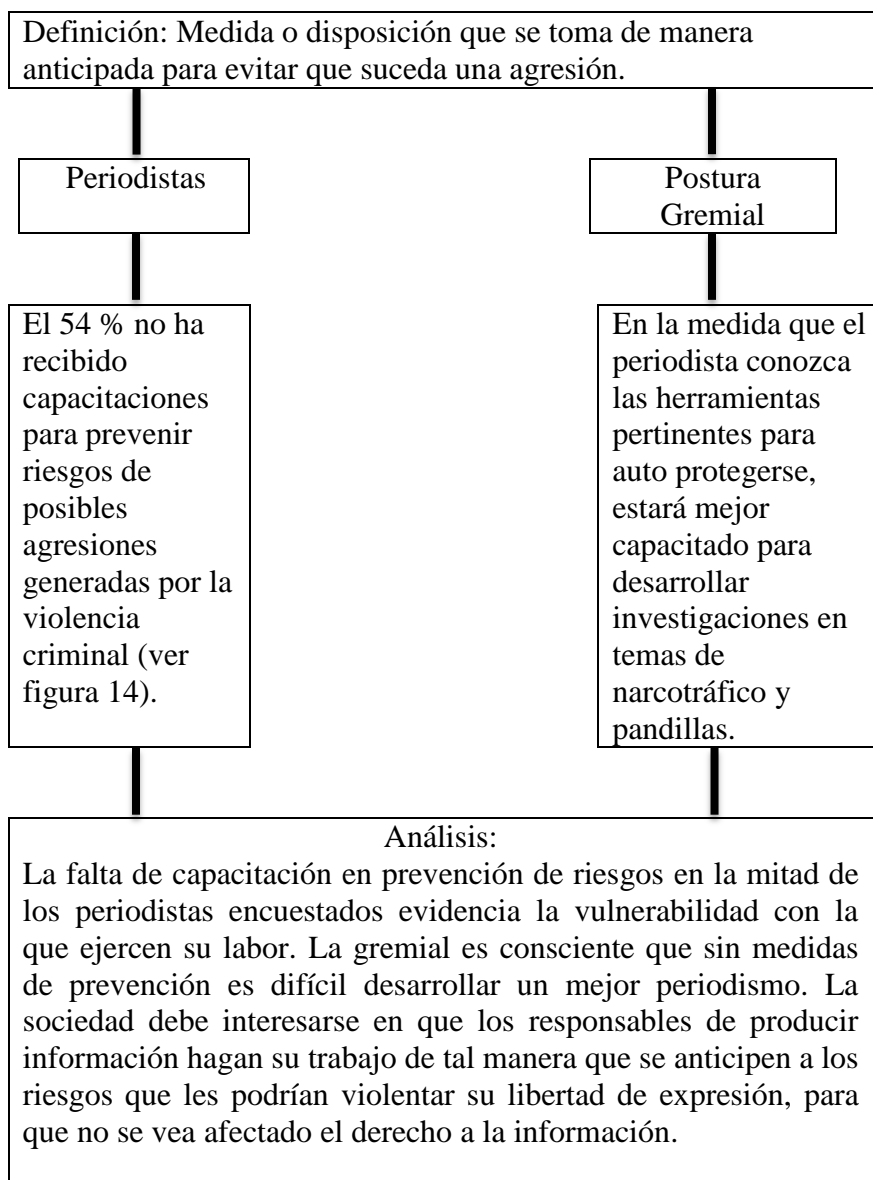 Definición: Medida o disposición que se toma de manera
anticipada para evitar que suceda una agresión.
Periodistas
Postura
Gremial
El 54 % no ha
recibido
capacitaciones
para prevenir
riesgos de
posibles
agresiones
generadas por la
violencia
criminal (ver
figura 14).
En la medida que el
periodista conozca
las herramientas
pertinentes para
auto protegerse,
estará mejor
capacitado para
desarrollar
investigaciones en
temas de
narcotráfico y
pandillas.
Análisis:
La falta de capacitación en prevención de riesgos en la mitad de
los periodistas encuestados evidencia la vulnerabilidad con la
que ejercen su labor. La gremial es consciente que sin medidas
de prevención es difícil desarrollar un mejor periodismo. La
sociedad debe interesarse en que los responsables de producir
información hagan su trabajo de tal manera que se anticipen a los
riesgos que les podrían violentar su libertad de expresión, para
que no se vea afectado el derecho a la información.